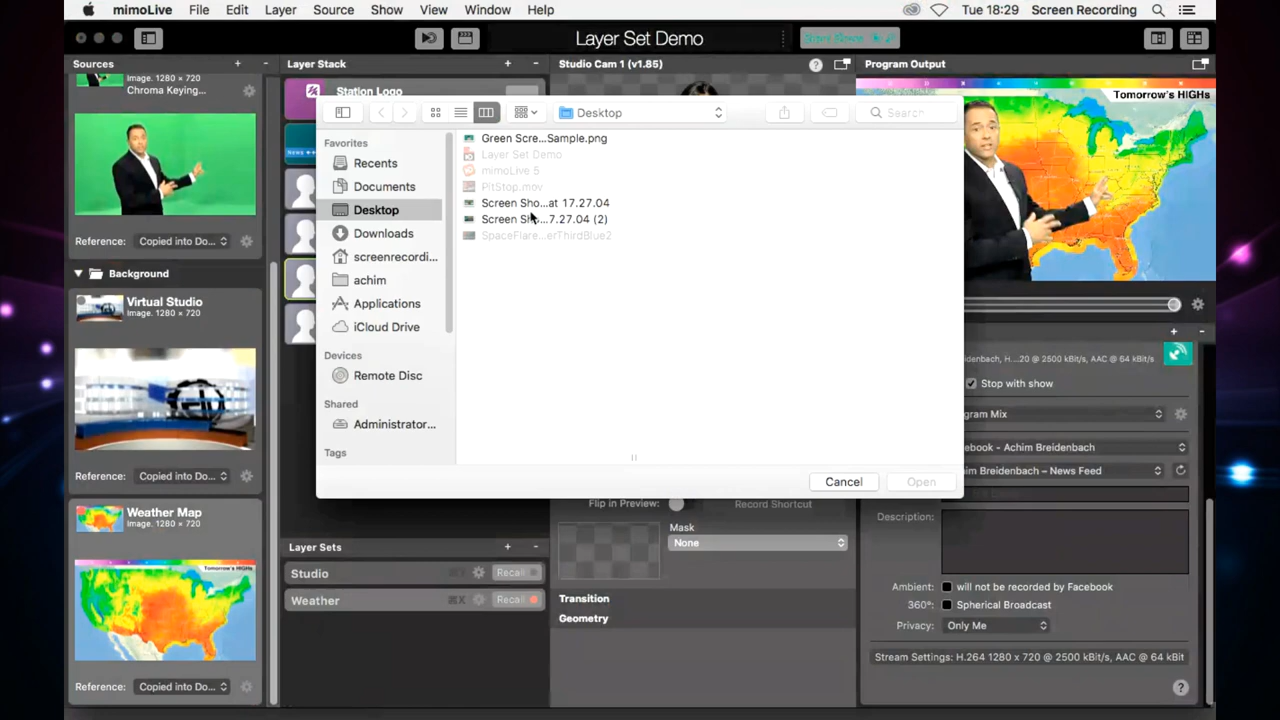 mimoLive File Edit Layer Source Show View Window Help
Tue 18:29 Screen Recording
Layer Set Demo
Sources + -
Image. 1280 x 720
Chroma Keying...
Reference: Copied into Do...
Background
Virtual Studio
Image. 1280 x 720
Reference: Copied into Do...
Weather Map
Image. 1280 x 720
Tomorrow's HIGHs
Reference: Copied into Do...
Layer Stack + -
Station Logo
NEWS
Layer Sets + -
Studio Recall
Weather ⌘X Recall
Desktop
Search
Favorites
Recents
Documents
Desktop
Downloads
screenrecordi...
achim
Applications
iCloud Drive
Devices
Remote Disc
Shared
Administrator...
Tags
Green Scre...Sample.png
Layer Set Demo
mimoLive 5
PitStop.mov
Screen Sho...at 17.27.04
7.27.04 (2)
SpaceFlare...erThirdBlue2
Cancel Open
Studio Cam 1 (v1.85) ?
Flip in Preview: Record Shortcut
Mask
None
Transition
Geometry
Program Output
Tomorrow's HIGHs
+ -
enbach, H....20 @ 2500 kBit/s, AAC @ 64 kBit/s
Stop with show
gram Mix
ebook - Achim Breidenbach
im Breidenbach – News Feed
Description:
Ambient: will not be recorded by Facebook
360°: Spherical Broadcast
Privacy: Only Me
Stream Settings: H.264 1280 x 720 @ 2500 kBit/s, AAC @ 64 kBit
?